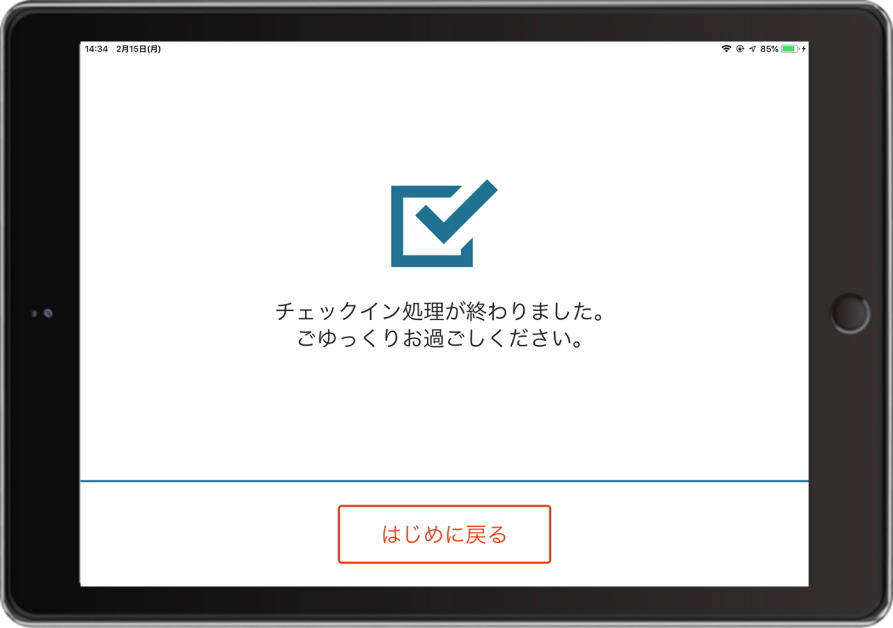 14:34 2月15日(月) 85%
チェックイン処理が終わりました。
ごゆっくりお過ごしください。
はじめに戻る